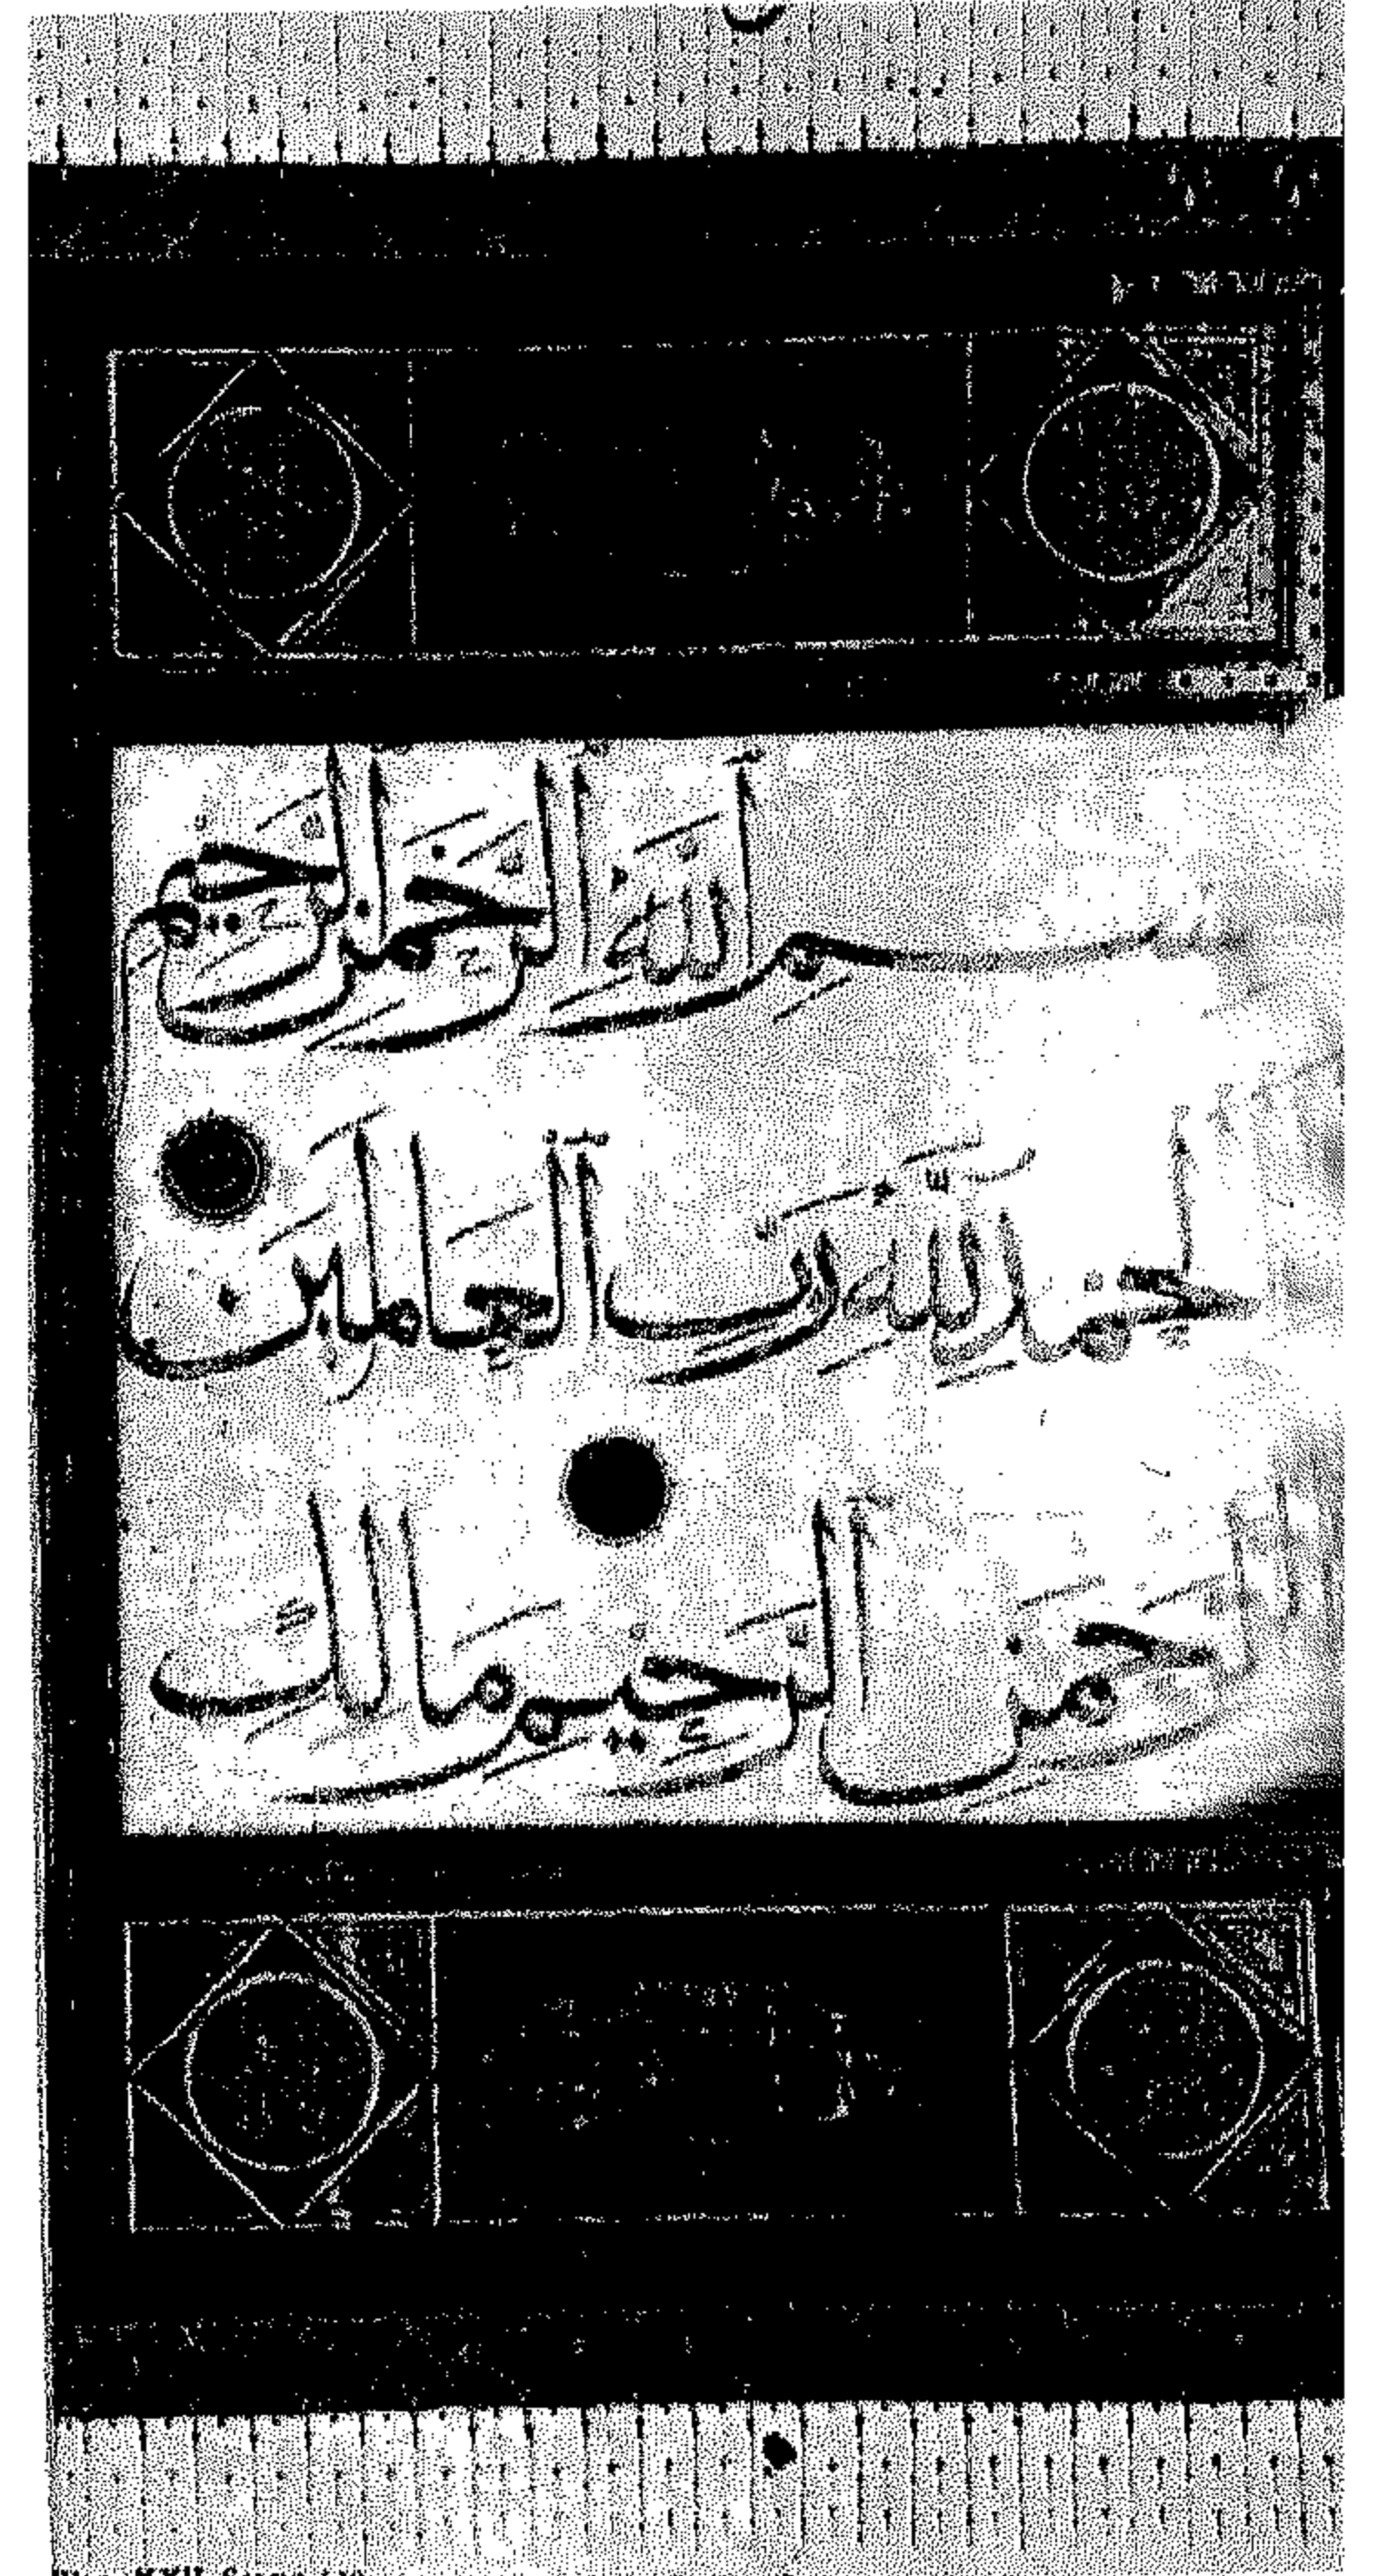 بسم الله الرحمن الرحيم
الحمد لله رب العالمين
الرحمن الرحيم مالك